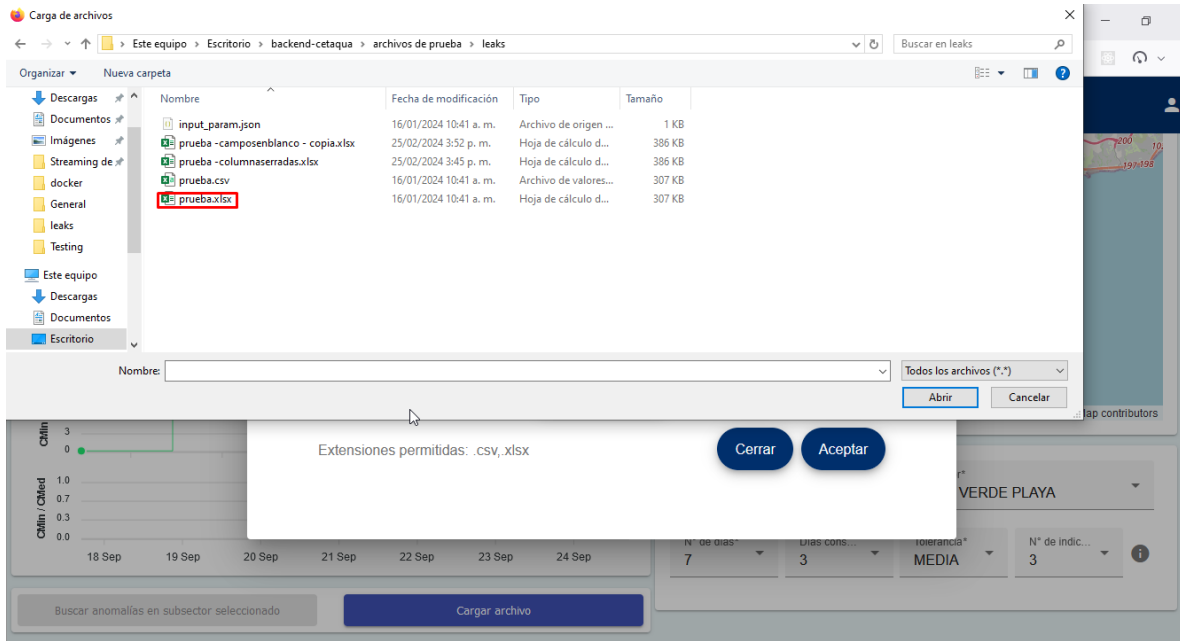 Carga de archivos
Este equipo > Escritorio > backend-cetaqua > archivos de prueba > leaks
Buscar en leaks
Organizar
Nueva carpeta
Descargas
Documentos
Imágenes
Streaming de
docker
General
leaks
Testing
Este equipo
Descargas
Documentos
Escritorio
Nombre Fecha de modificación Tipo Tamaño
input_param.json 16/01/2024 10:41 a. m. Archivo de origen ... 1 KB
prueba -camposenblanco - copia.xlsx 25/02/2024 3:52 p. m. Hoja de cálculo d... 386 KB
prueba -columnaserradas.xlsx 25/02/2024 3:45 p. m. Hoja de cálculo d... 386 KB
prueba.csv 16/01/2024 10:41 a. m. Archivo de valores... 307 KB
prueba.xlsx 16/01/2024 10:41 a. m. Hoja de cálculo d... 307 KB
Nombre:
Todos los archivos (*.*)
Abrir
Cancelar
200
10,
197 198
ap contributors
CMin
3
0
Extensiones permitidas: .csv,.xlsx
Cerrar
Aceptar
CMin / CMed
1.0
0.7
0.3
0.0
18 Sep 19 Sep 20 Sep 21 Sep 22 Sep 23 Sep 24 Sep
r*
VERDE PLAYA
N° de días*
7
Días cons...
3
Tolerancia*
MEDIA
N° de indic...
3
Buscar anomalías en subsector seleccionado
Cargar archivo